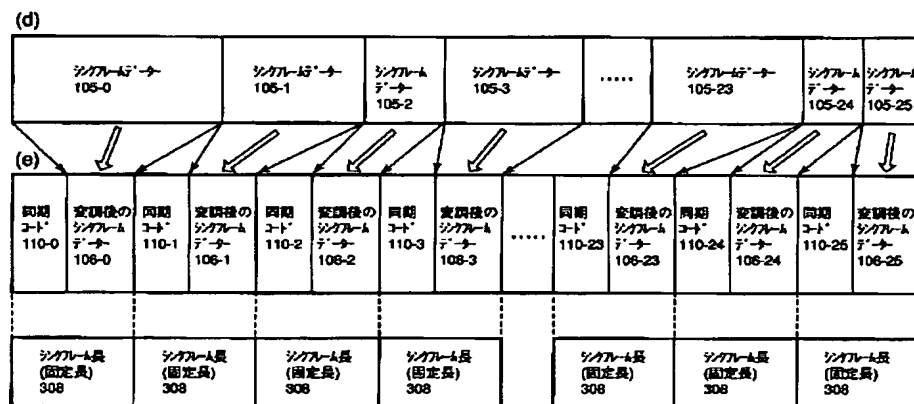 (d)
シンクフレームデーター
105-0
シンクフレームデーター
105-1
シンクフレーム
データー
105-2
シンクフレームデーター
105-3
.....
シンクフレームデーター
105-23
シンクフレーム
データー
105-24
シンクフレーム
データー
105-25
(e)
同期
コード
110-0
変調後の
シンクフレーム
データー
106-0
同期
コード
110-1
変調後の
シンクフレーム
データー
106-1
同期
コード
110-2
変調後の
シンクフレーム
データー
106-2
同期
コード
110-3
変調後の
シンクフレーム
データー
106-3
.....
同期
コード
110-23
変調後の
シンクフレーム
データー
106-23
同期
コード
110-24
変調後の
シンクフレーム
データー
106-24
同期
コード
110-25
変調後の
シンクフレーム
データー
106-25
シンクフレーム長
(固定長)
308
シンクフレーム長
(固定長)
308
シンクフレーム長
(固定長)
308
シンクフレーム長
(固定長)
308
シンクフレーム長
(固定長)
308
シンクフレーム長
(固定長)
308
シンクフレーム長
(固定長)
308